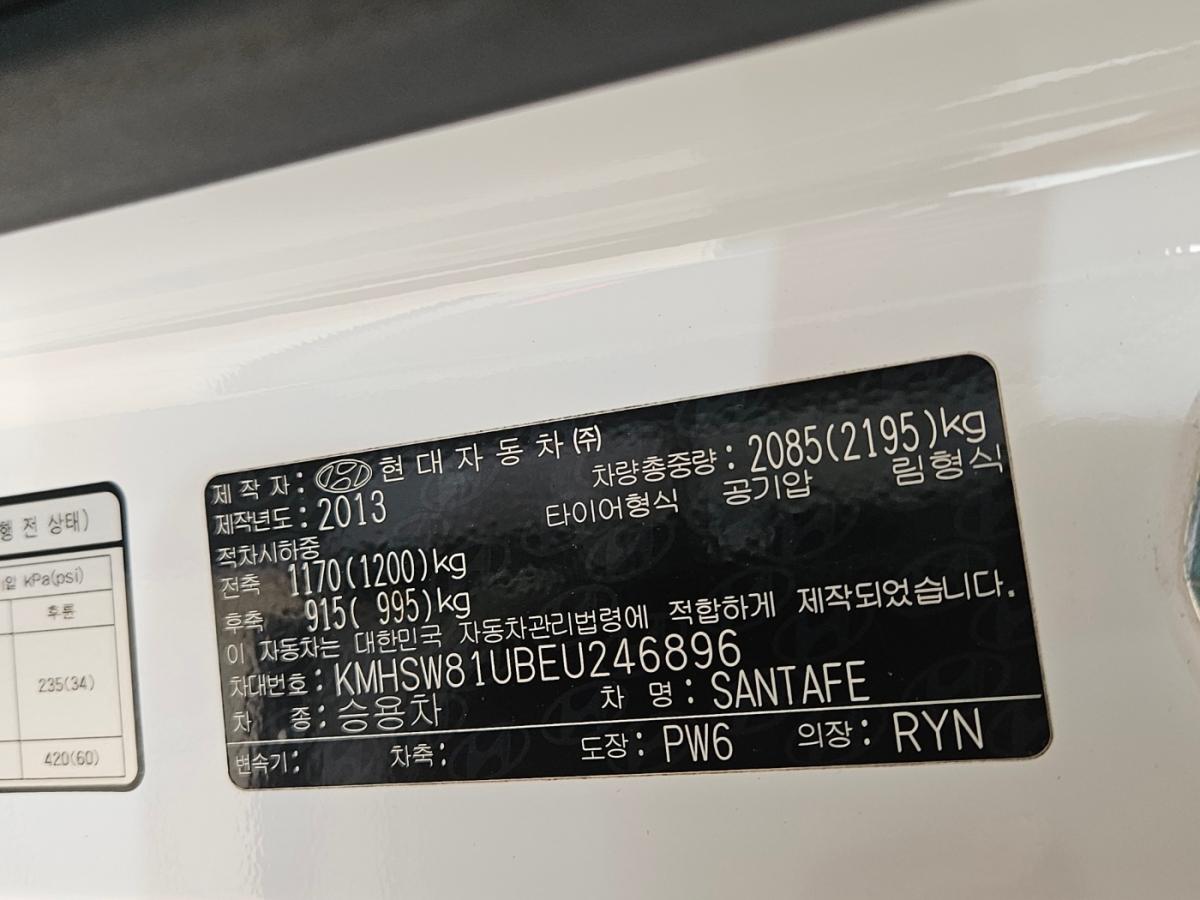 행 전 상태)
입 kPa(psi)
후륜
235(34)
420(60)
제 작 자 : 현 대 자 동 차 ㈜
제작년도 : 2013
차량총중량 : 2085(2195)kg
타이어형식 공기압 림형식
적차시하중
전축 1170(1200)kg
후축 915( 995)kg
이 자동차는 대한민국 자동차관리법령에 적합하게 제작되었습니다.
차대번호 : KMHSW81UBEU246896
차 종 : 승용차 차 명 : SANTAFE
변속기 : 차축 : 도장 : PW6 의장 : RYN